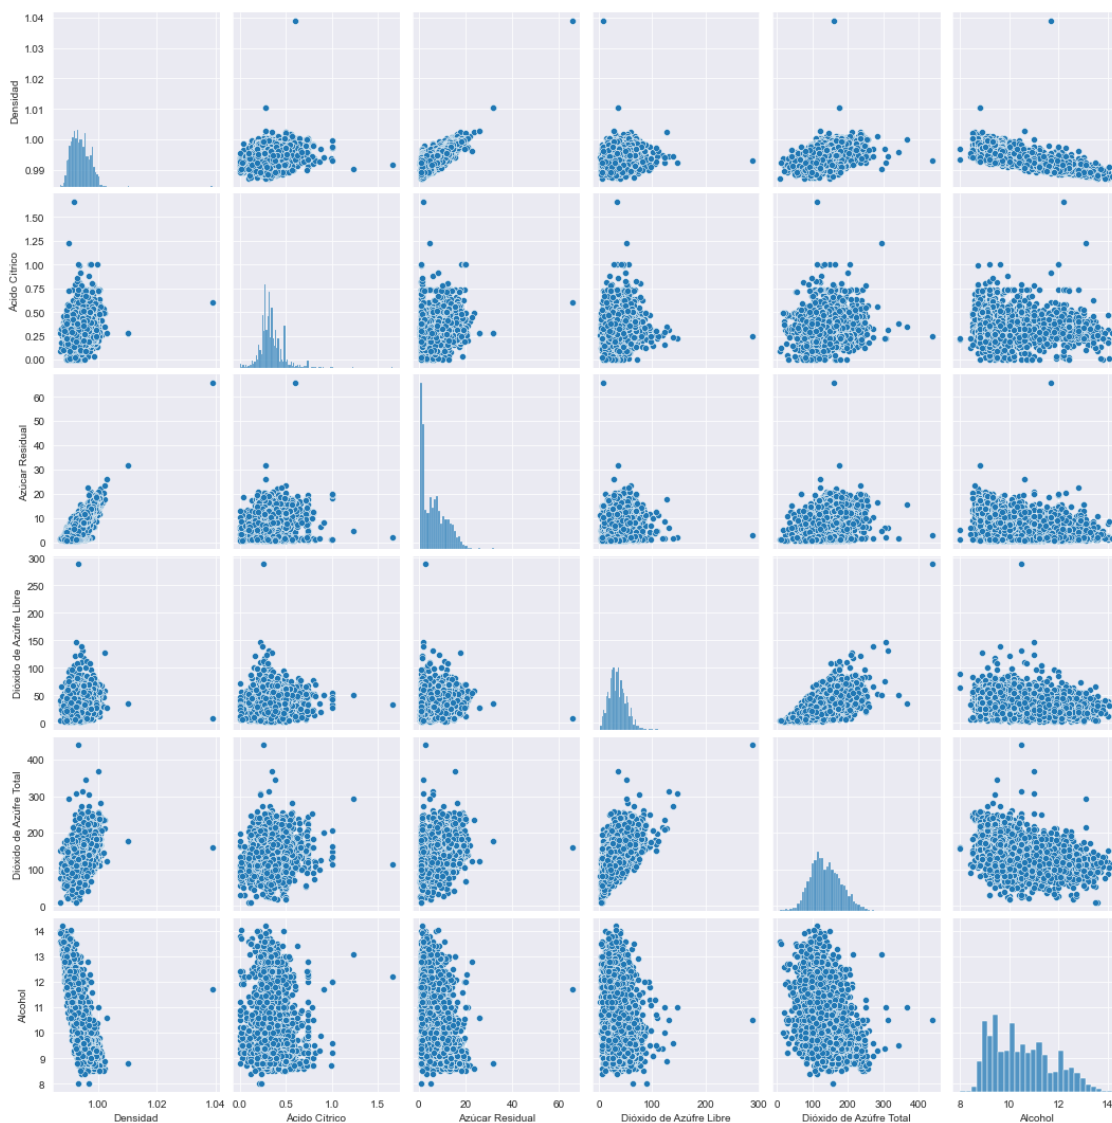 1.04
1.03
1.02
1.01
1.00
0.99
Densidad
1.50
1.25
1.00
0.75
0.50
0.25
0.00
Ácido Cítrico
60
50
40
30
20
10
0
Azúcar Residual
300
250
200
150
100
50
0
Dióxido de Azúfre Libre
400
300
200
100
0
Dióxido de Azúfre Total
14
13
12
11
10
9
8
Alcohol
1.00 1.02 1.04
Densidad
0.0 0.5 1.0 1.5
Ácido Cítrico
0 20 40 60
Azúcar Residual
0 100 200 300
Dióxido de Azúfre Libre
0 200 400
Dióxido de Azúfre Total
8 10 12 14
Alcohol